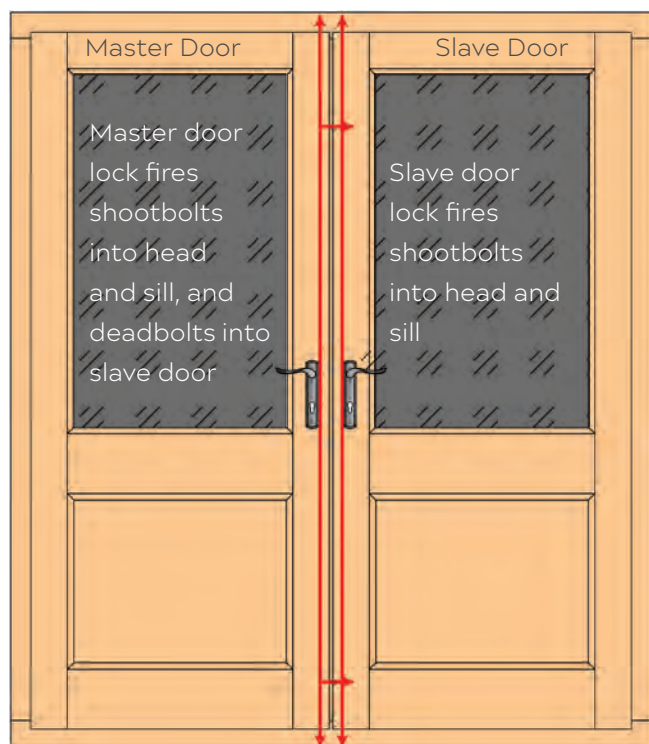 Master Door
Slave Door
Master door
lock fires
shootbolts
into head
and sill, and
deadbolts into
slave door
Slave door
lock fires
shootbolts
into head and
sill